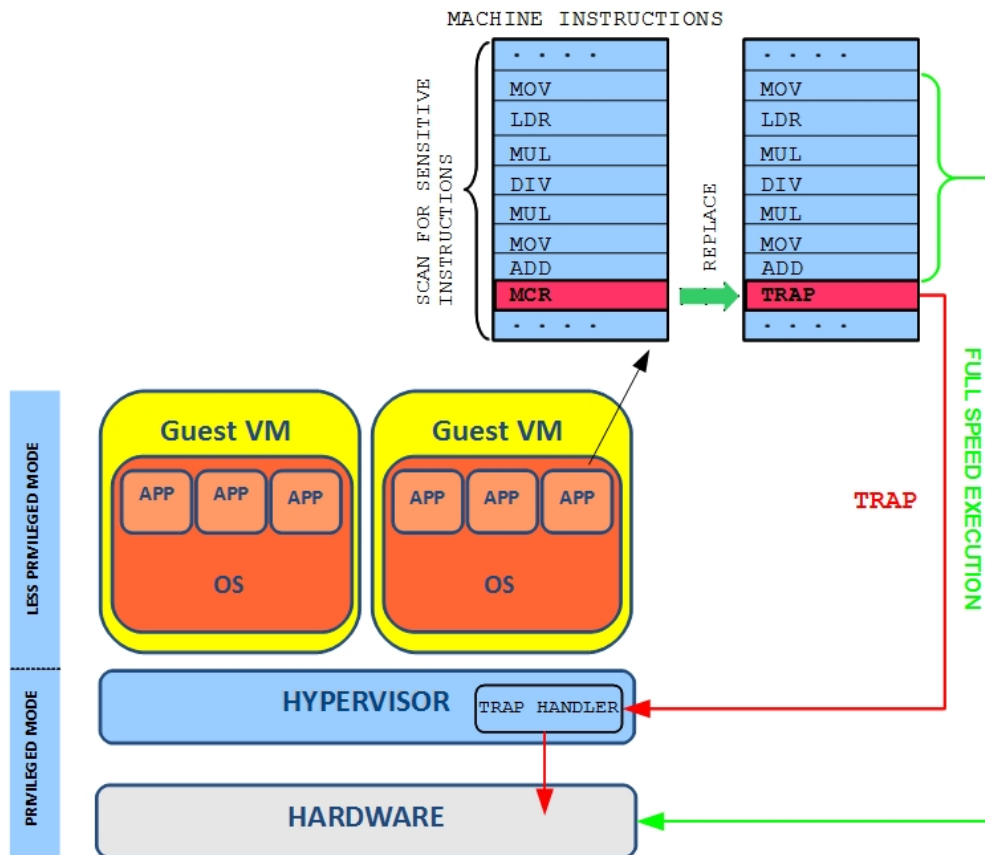 MACHINE INSTRUCTIONS
SCAN FOR SENSITIVE
INSTRUCTIONS
. . . .
MOV
LDR
MUL
DIV
MUL
MOV
ADD
MCR
. . . .
REPLACE
. . . .
MOV
LDR
MUL
DIV
MUL
MOV
ADD
TRAP
. . . .
FULL SPEED EXECUTION
TRAP
LESS PRIVILEGED MODE
Guest VM
APP APP APP
OS
Guest VM
APP APP APP
OS
PRIVILEGED MODE
HYPERVISOR
TRAP HANDLER
HARDWARE